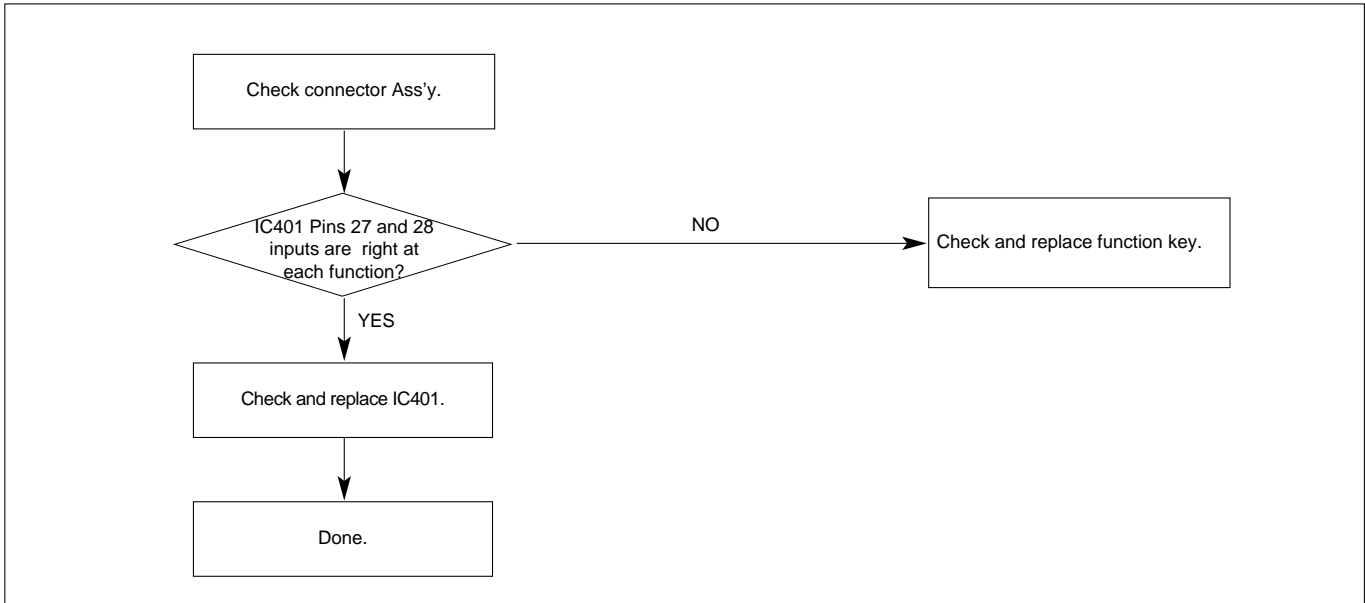 Check connector Ass’y.
IC401 Pins 27 and 28
inputs are right at
each function?
NO
Check and replace function key.
YES
Check and replace IC401.
Done.